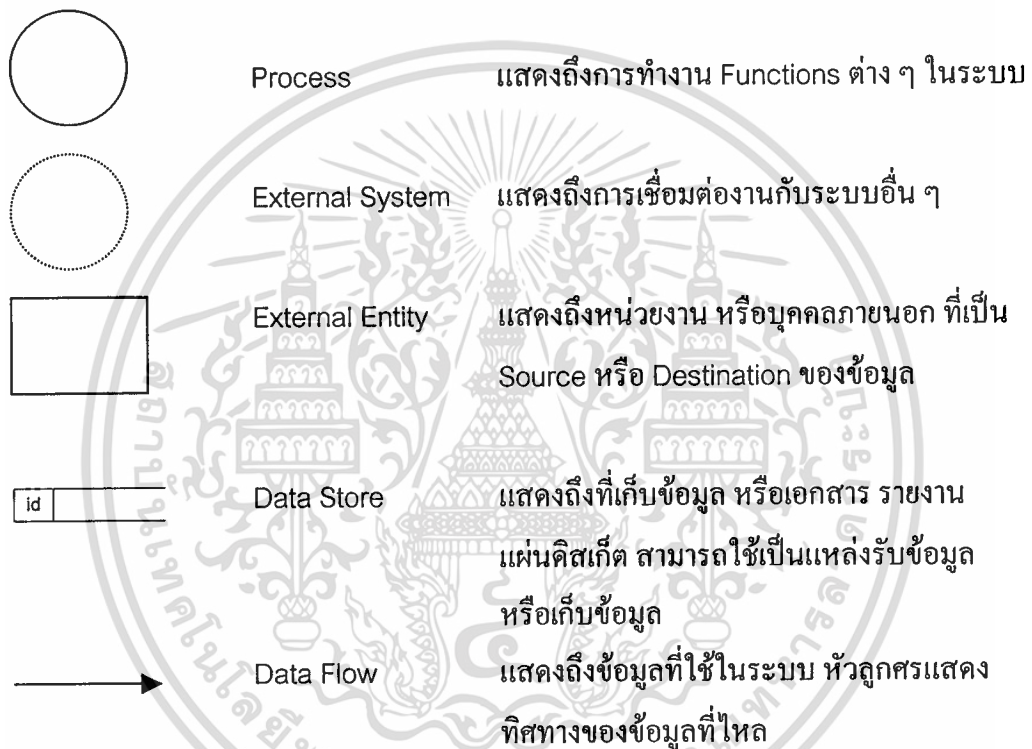 Process แสดงถึงการทำงาน Functions ต่าง ๆ ในระบบ
External System แสดงถึงการเชื่อมต่องานกับระบบอื่น ๆ
External Entity แสดงถึงหน่วยงาน หรือบุคคลภายนอก ที่เป็น
Source หรือ Destination ของข้อมูล
id Data Store แสดงถึงที่เก็บข้อมูล หรือเอกสาร รายงาน
แผ่นดิสเก็ต สามารถใช้เป็นแหล่งรับข้อมูล
หรือเก็บข้อมูล
Data Flow แสดงถึงข้อมูลที่ใช้ในระบบ หัวลูกศรแสดง
ทิศทางของข้อมูลที่ไหล